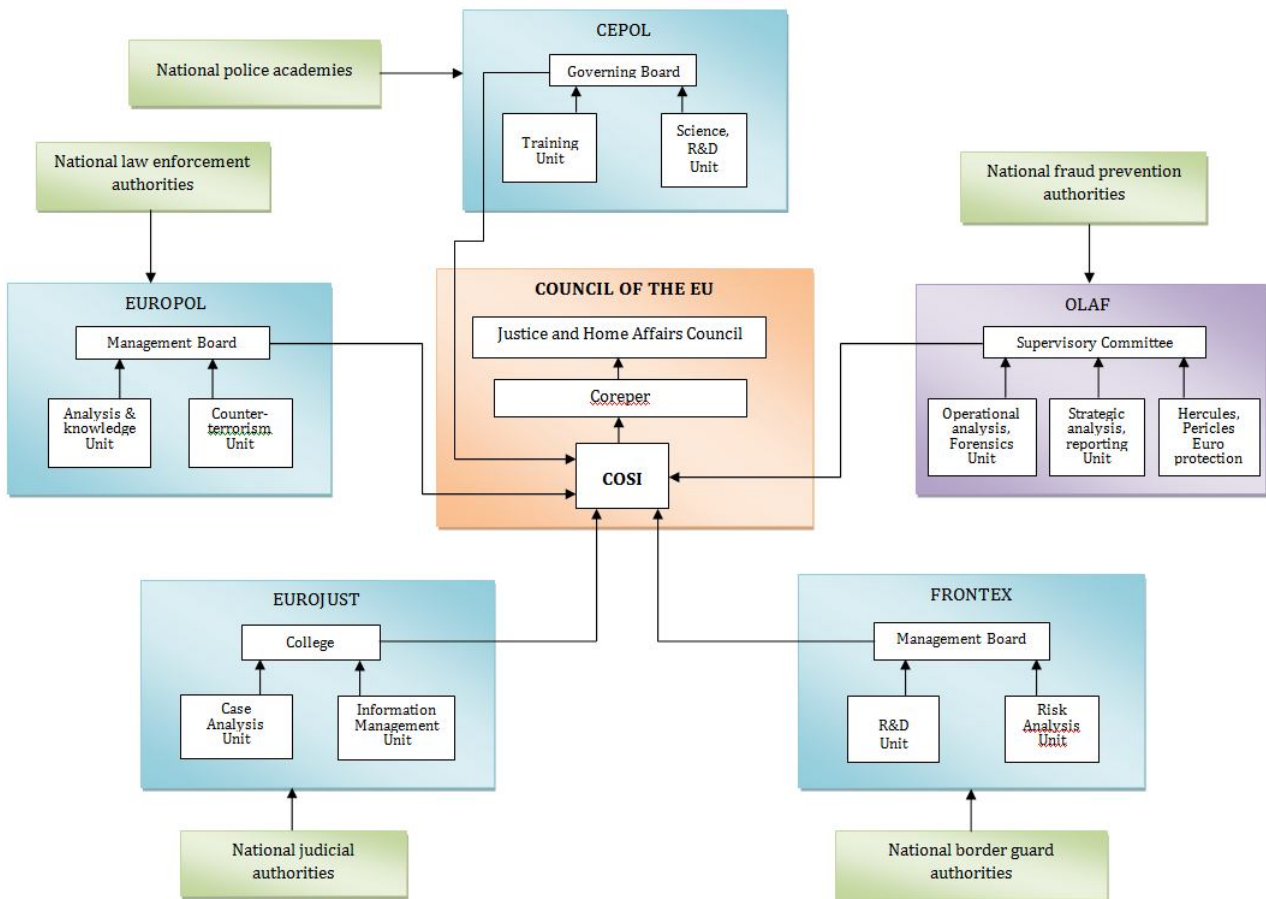 CEPOL
National police academies
Governing Board
Training
Unit
Science,
R&D
Unit
National law enforcement
authorities
National fraud prevention
authorities
EUROPOL
Management Board
Analysis &
knowledge
Unit
Counter-
terrorism
Unit
COUNCIL OF THE EU
Justice and Home Affairs Council
Coreper
COSI
OLAF
Supervisory Committee
Operational
analysis,
Forensics
Unit
Strategic
analysis,
reporting
Unit
Hercules,
Pericles
Euro
protection
EUROJUST
College
Case
Analysis
Unit
Information
Management
Unit
FRONTEX
Management Board
R&D
Unit
Risk
Analysis
Unit
National judicial
authorities
National border guard
authorities